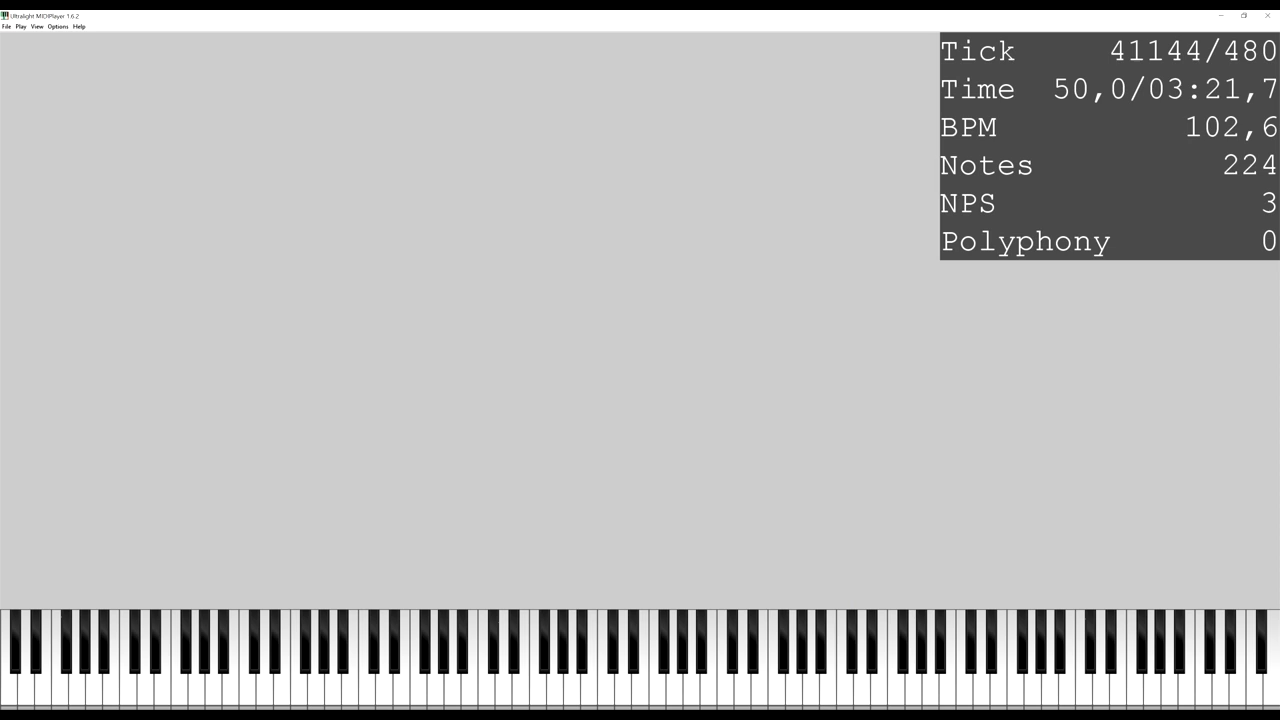 Ultralight MIDIPlayer 1.6.2
File Play View Options Help
Tick 41144/480
Time 50,0/03:21,7
BPM 102,6
Notes 224
NPS 3
Polyphony 0